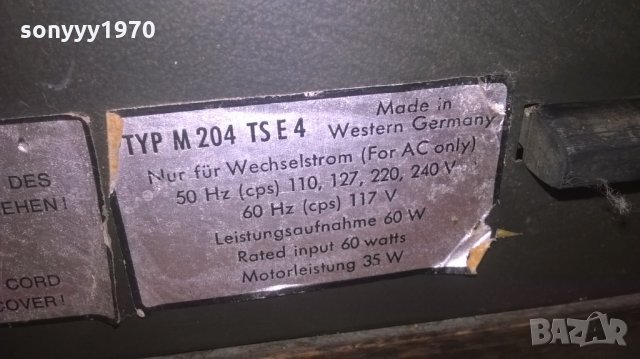 sonyyy1970
TYP M 204 TS E 4
Made in
Western Germany
Nur für Wechselstrom (For AC only)
50 Hz (cps) 110, 127, 220, 240 V
60 Hz (cps) 117 V
Leistungsaufnahme 60 W
Rated input 60 watts
Motorleistung 35 W
DES
EHEN!
CORD
COVER!
BAZAR